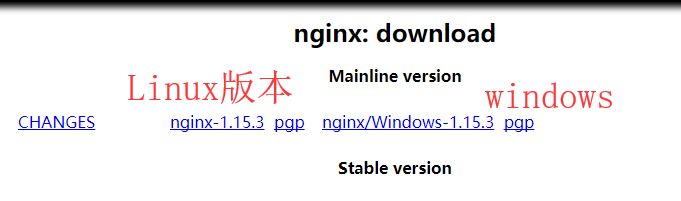 nginx: download
Mainline version
Linux版本
windows
CHANGES nginx-1.15.3 pgp nginx/Windows-1.15.3 pgp
Stable version